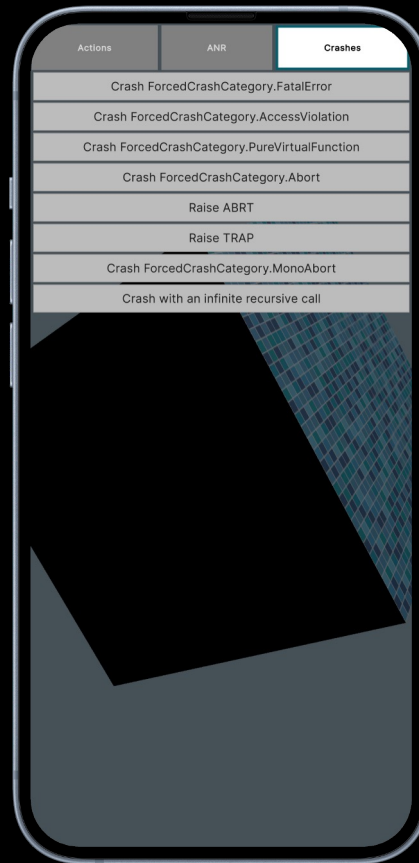 Actions
ANR
Crashes
Crash ForcedCrashCategory.FatalError
Crash ForcedCrashCategory.AccessViolation
Crash ForcedCrashCategory.PureVirtualFunction
Crash ForcedCrashCategory.Abort
Raise ABRT
Raise TRAP
Crash ForcedCrashCategory.MonoAbort
Crash with an infinite recursive call